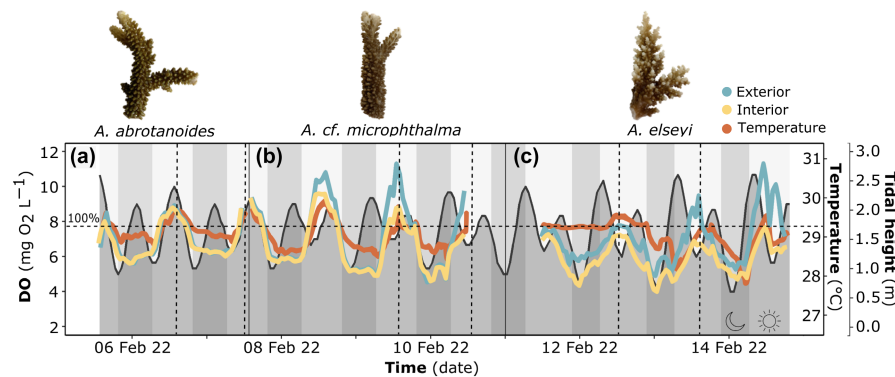 A. abrotanoides
A. cf. microphthalma
A. elseyi
Exterior
Interior
Temperature
(a)
(b)
(c)
DO (mg O2 L−1)
12
10
8
6
4
2
100%
Temperature (°C)
31
30
29
28
27
Tidal height (m)
3.0
2.5
2.0
1.5
1.0
0.5
0.0
06 Feb 22
08 Feb 22
10 Feb 22
12 Feb 22
14 Feb 22
Time (date)